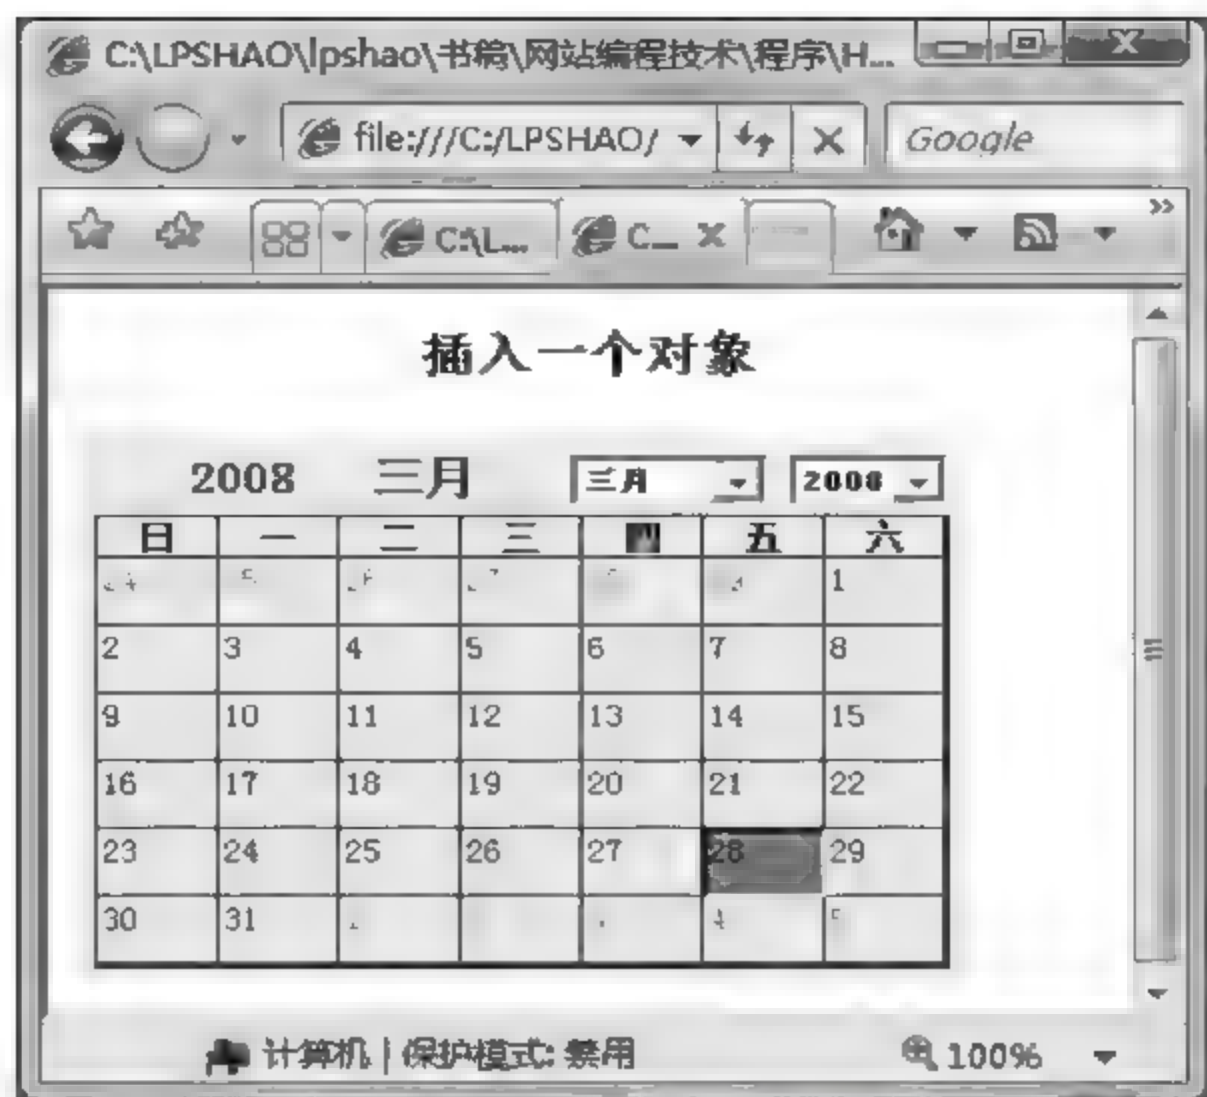 C:\LPSHAO\lpshao\书稿\网站编程技术\程序\H...
file:///C:/LPSHAO/ Google
C:\L... C...
插入一个对象
2008 三月 三月 2008
日 一 二 三 四 五 六
1
2 3 4 5 6 7 8
9 10 11 12 13 14 15
16 17 18 19 20 21 22
23 24 25 26 27 28 29
30 31
计算机 | 保护模式: 禁用 100%